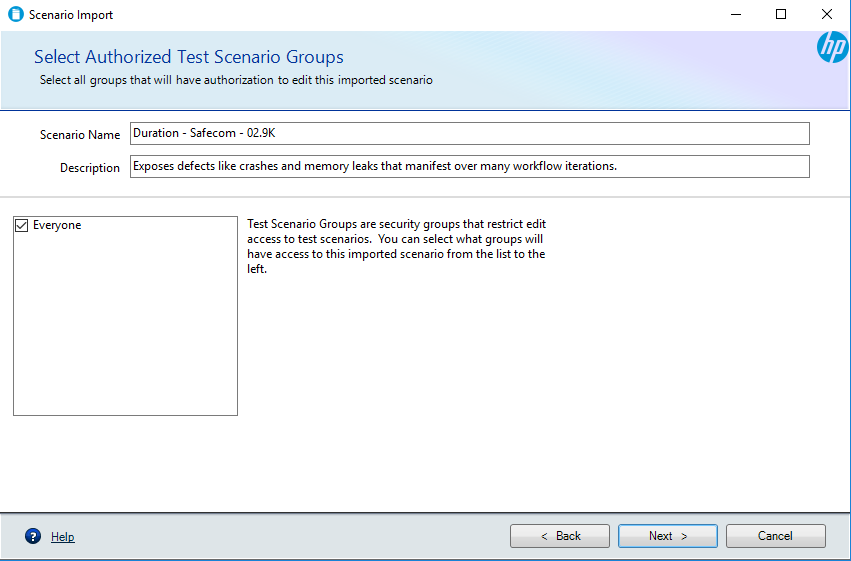 Scenario Import
hp
Select Authorized Test Scenario Groups
Select all groups that will have authorization to edit this imported scenario
Scenario Name
Duration - Safecom - 02.9K
Description
Exposes defects like crashes and memory leaks that manifest over many workflow iterations.
Everyone
Test Scenario Groups are security groups that restrict edit
access to test scenarios.  You can select what groups will
have access to this imported scenario from the list to the
left.
? Help
< Back
Next >
Cancel